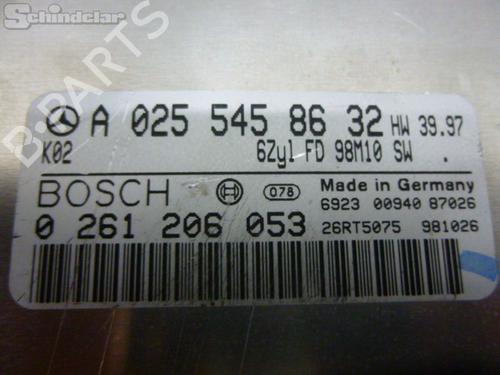 Schindelar
B-PARTS
A 025 545 86 32 HW 39.97
K02 6Zyl FD 98M10 SW .
BOSCH 078 Made in Germany
6923 00940 87026
0 261 206 053 26RT5075 981026